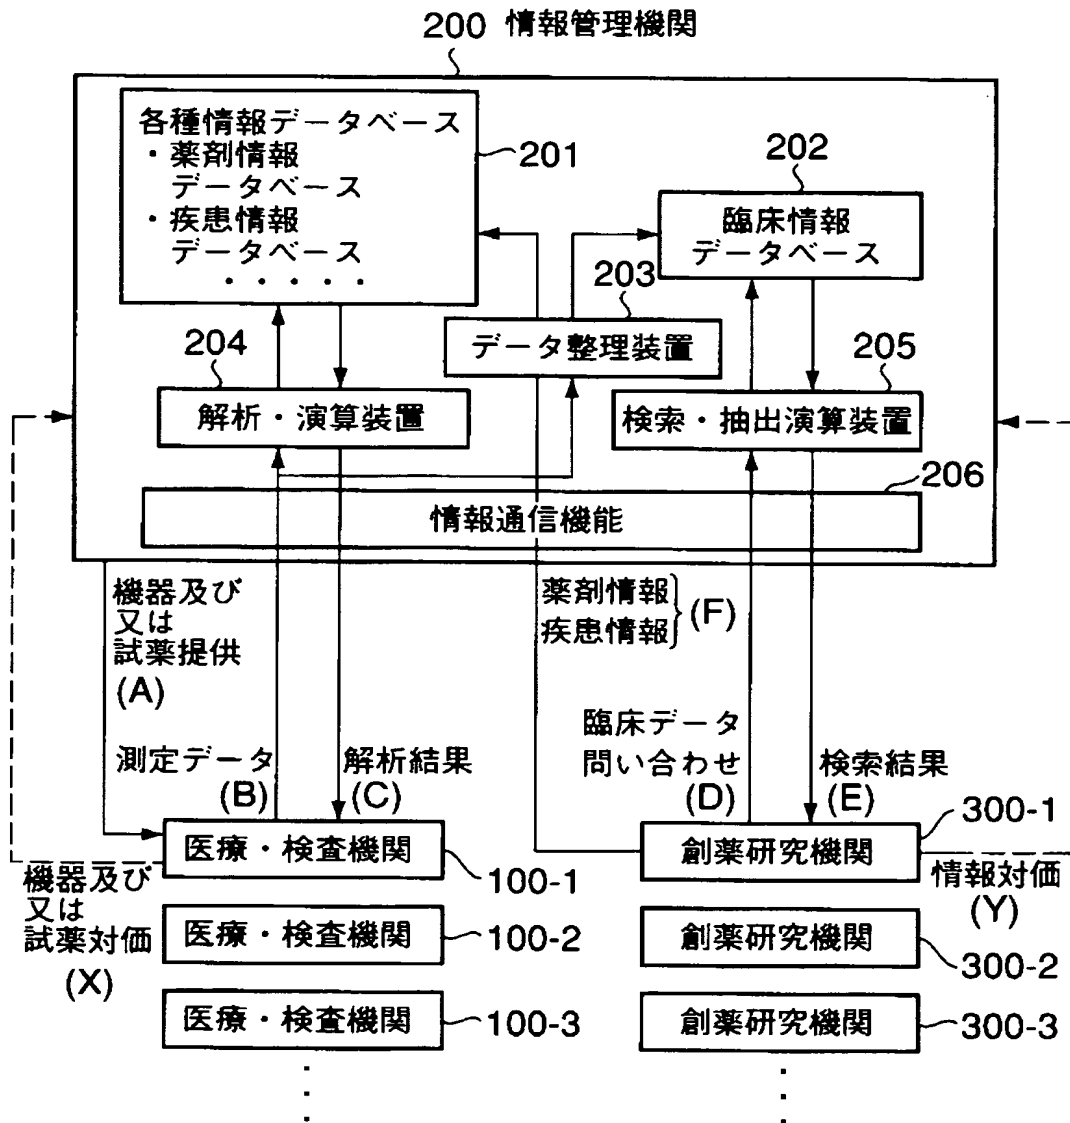 200 情報管理機関
各種情報データベース
・薬剤情報
データベース
・疾患情報
データベース
・・・・・
201
202
臨床情報
データベース
203
データ整理装置
204
解析・演算装置
205
検索・抽出演算装置
206
情報通信機能
機器及び
又は
試薬提供
(A)
薬剤情報
疾患情報
(F)
測定データ
(B)
解析結果
(C)
臨床データ
問い合わせ
(D)
検索結果
(E)
医療・検査機関
100-1
創薬研究機関
300-1
機器及び
又は
試薬対価
(X)
情報対価
(Y)
医療・検査機関
100-2
創薬研究機関
300-2
医療・検査機関
100-3
創薬研究機関
300-3